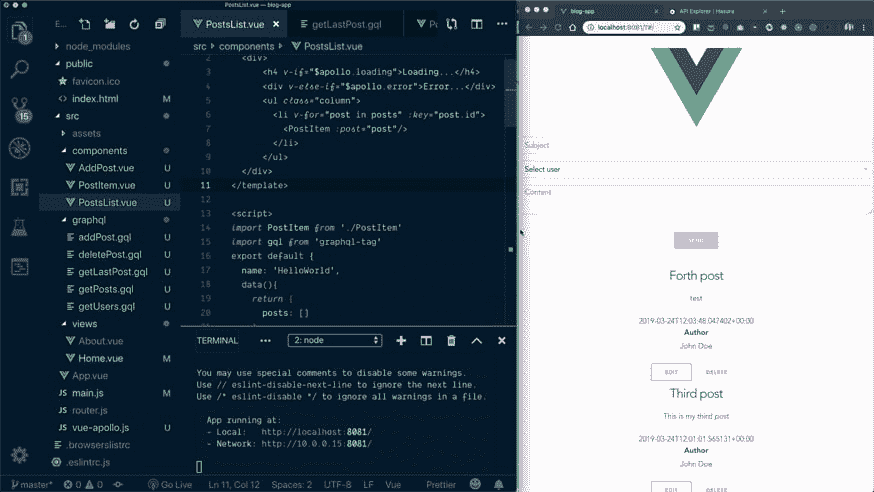 PostsList.vue — blog-app
E...
PostsList.vue
getLastPost.gql
src › components › PostsList.vue
node_modules
public
favicon.ico
index.html M
src
assets
components
AddPost.vue U
PostItem.vue U
PostsList.vue U
graphql
addPost.gql U
deletePost.gql U
getLastPost.gql U
getPosts.gql U
getUsers.gql U
views
About.vue U
Home.vue M
App.vue U
main.js M
router.js U
vue-apollo.js U
.browserslistrc
.eslintrc.js U
1
15
2 <div>
3 <h4 v-if="$apollo.loading">Loading...</h4>
4 <div v-else-if="$apollo.error">Error...</div>
5 <ul class="column">
6 <li v-for="post in posts" :key="post.id">
7 <PostItem :post="post"/>
8 </li>
9 </ul>
10 </div>
11 </template>
12
13 <script>
14 import PostItem from './PostItem'
15 import gql from 'graphql-tag'
16 export default {
17 name: 'HelloWorld',
18 data(){
19 return {
20 posts: []
TERMINAL
2: node
You may use special comments to disable some warnings.
Use // eslint-disable-next-line to ignore the next line.
Use /* eslint-disable */ to ignore all warnings in a file.
App running at:
- Local: http://localhost:8081/
- Network: http://10.0.0.15:8081/
master*
0
0
Go Live
Ln 11, Col 12
Spaces: 2
UTF-8
LF
Vue
Prettier
blog-app
API Explorer | Hasura
localhost:8081/#/
Subject
Select user
Content
SEND
Forth post
test
2019-03-24T12:03:48.047402+00:00
Author
John Doe
EDIT
DELETE
Third post
This is my third post
2019-03-24T12:01:01.565131+00:00
Author
John Doe
EDIT
DELETE